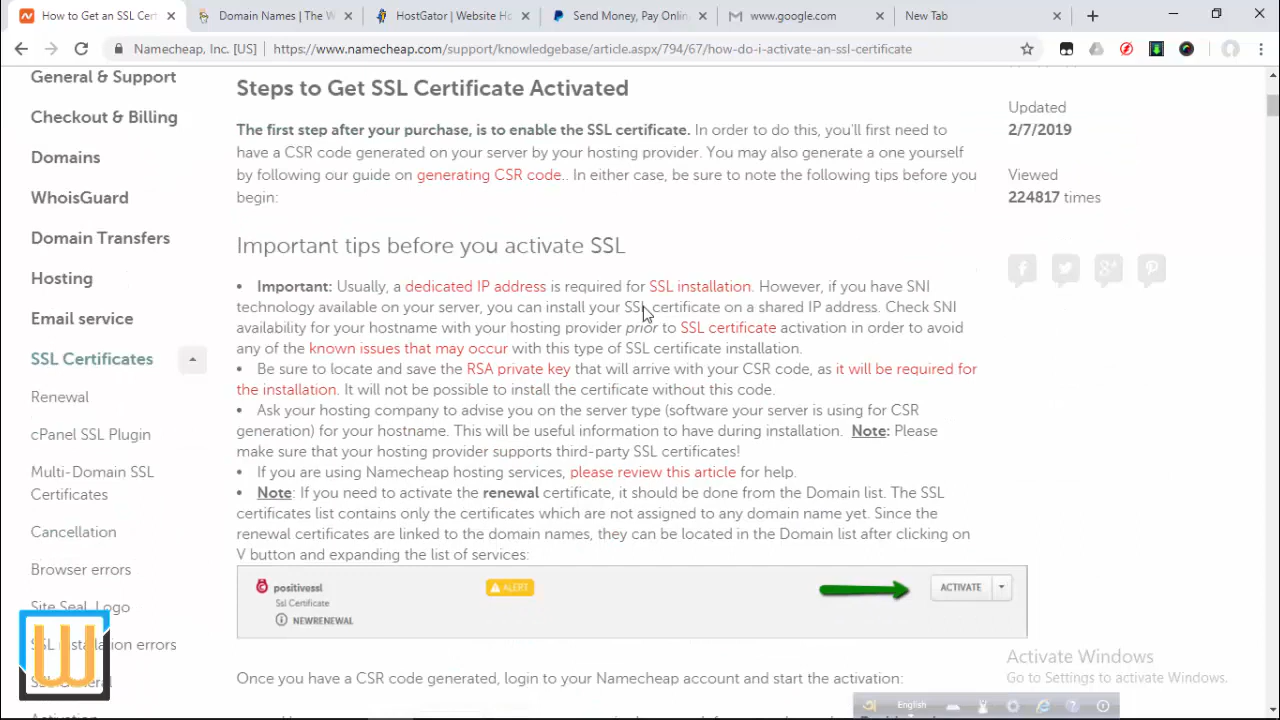 How to Get an SSL Cert
Domain Names | The W
HostGator | Website Ho
Send Money, Pay Onlin
www.google.com
New Tab
Namecheap, Inc. [US]
https://www.namecheap.com/support/knowledgebase/article.aspx/794/67/how-do-i-activate-an-ssl-certificate
General & Support
Checkout & Billing
Domains
WhoisGuard
Domain Transfers
Hosting
Email service
SSL Certificates
Renewal
cPanel SSL Plugin
Multi-Domain SSL
Certificates
Cancellation
Browser errors
Site Seal, Logo
SSL installation errors
SSL General
Activation
W
Steps to Get SSL Certificate Activated
The first step after your purchase, is to enable the SSL certificate. In order to do this, you'll first need to
have a CSR code generated on your server by your hosting provider. You may also generate a one yourself
by following our guide on generating CSR code.. In either case, be sure to note the following tips before you
begin:
Important tips before you activate SSL
• Important: Usually, a dedicated IP address is required for SSL installation. However, if you have SNI
technology available on your server, you can install your SSL certificate on a shared IP address. Check SNI
availability for your hostname with your hosting provider prior to SSL certificate activation in order to avoid
any of the known issues that may occur with this type of SSL certificate installation.
• Be sure to locate and save the RSA private key that will arrive with your CSR code, as it will be required for
the installation. It will not be possible to install the certificate without this code.
• Ask your hosting company to advise you on the server type (software your server is using for CSR
generation) for your hostname. This will be useful information to have during installation. Note: Please
make sure that your hosting provider supports third-party SSL certificates!
• If you are using Namecheap hosting services, please review this article for help.
• Note: If you need to activate the renewal certificate, it should be done from the Domain list. The SSL
certificates list contains only the certificates which are not assigned to any domain name yet. Since the
renewal certificates are linked to the domain names, they can be located in the Domain list after clicking on
V button and expanding the list of services:
positivessl
Ssl Certificate
NEWRENEWAL
ALERT
ACTIVATE
Once you have a CSR code generated, login to your Namecheap account and start the activation:
Updated
2/7/2019
Viewed
224817 times
Activate Windows
Go to Settings to activate Windows.
English